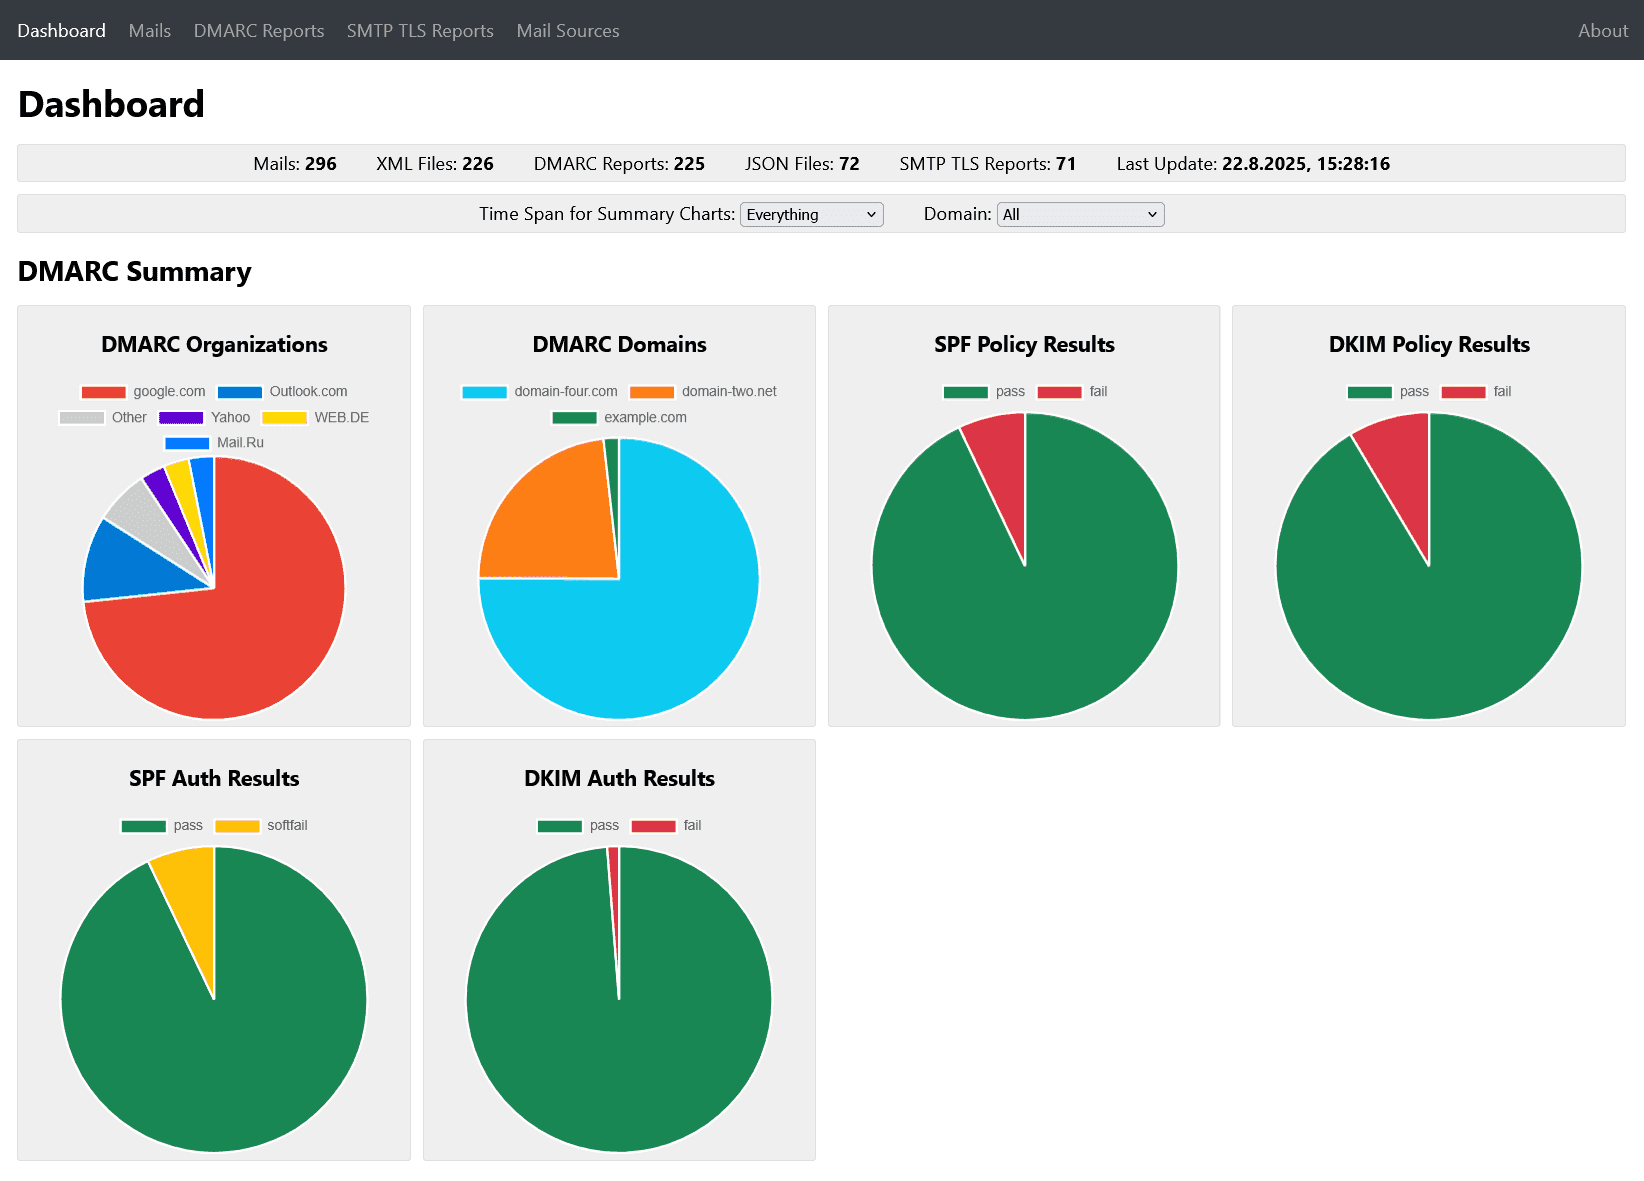 Dashboard Mails DMARC Reports SMTP TLS Reports Mail Sources About
Dashboard
Mails: 296 XML Files: 226 DMARC Reports: 225 JSON Files: 72 SMTP TLS Reports: 71 Last Update: 22.8.2025, 15:28:16
Time Span for Summary Charts: Everything Domain: All
DMARC Summary
DMARC Organizations
google.com Outlook.com
Other Yahoo WEB.DE
Mail.Ru
DMARC Domains
domain-four.com domain-two.net
example.com
SPF Policy Results
pass fail
DKIM Policy Results
pass fail
SPF Auth Results
pass softfail
DKIM Auth Results
pass fail